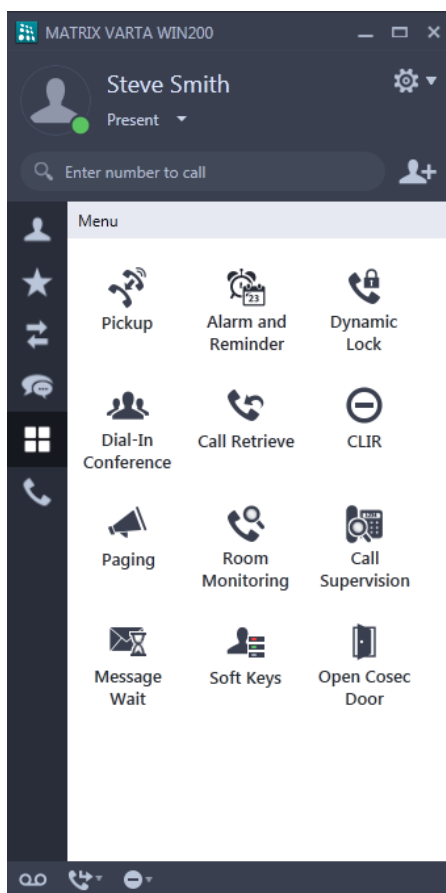 MATRIX VARTA WIN200
Steve Smith
Present
Enter number to call
Menu
Pickup
Alarm and
Reminder
23
Dynamic
Lock
Dial-In
Conference
Call Retrieve
CLIR
Paging
Room
Monitoring
Call
Supervision
Message
Wait
Soft Keys
Open Cosec
Door